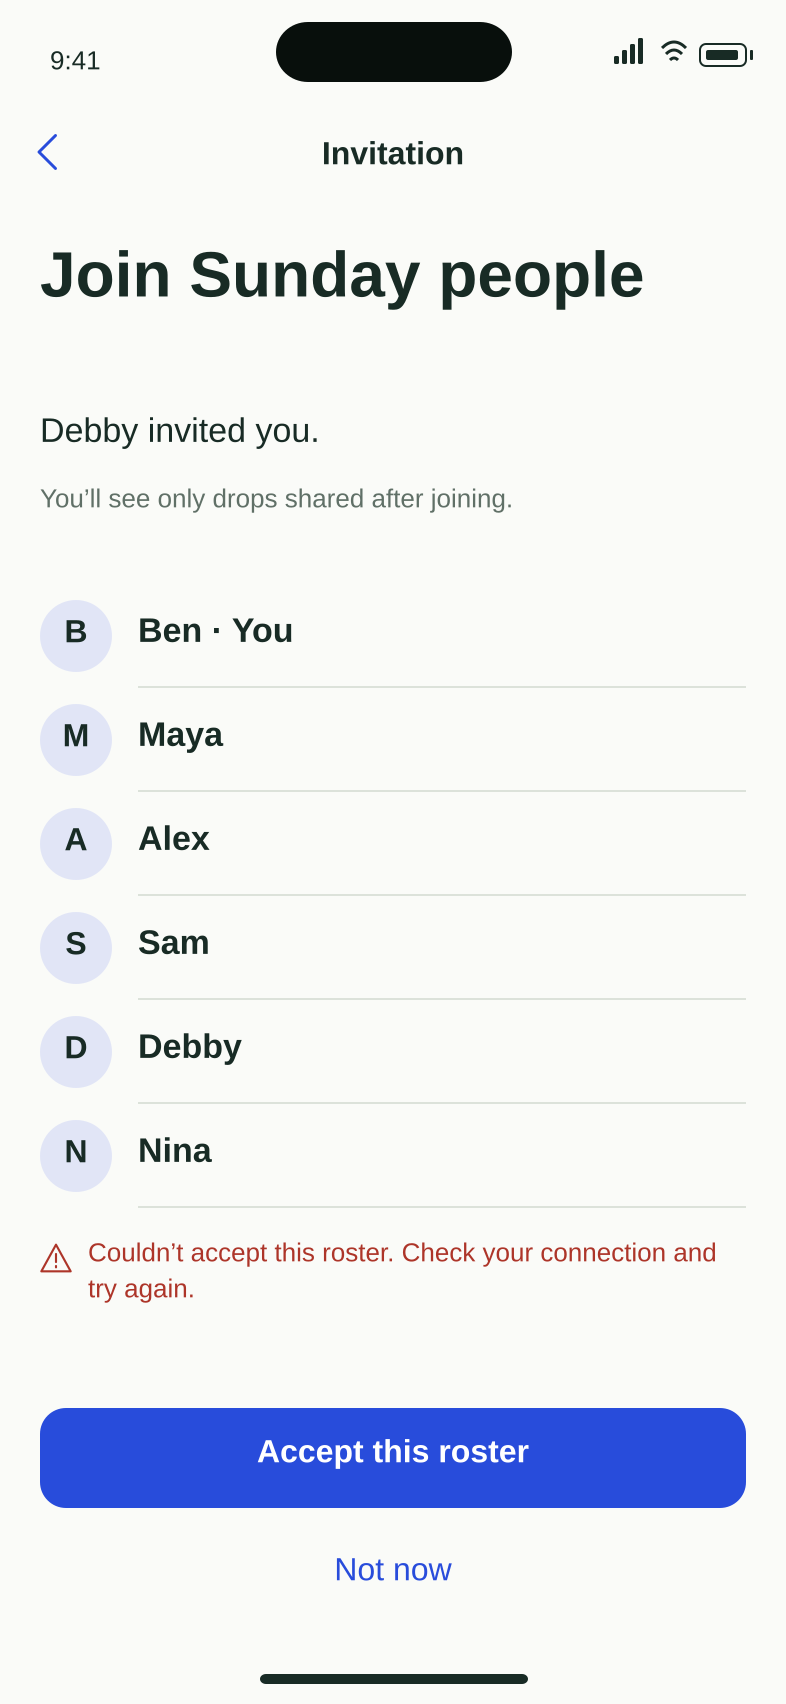 9:41
Invitation
Join Sunday people
Debby invited you.
You’ll see only drops shared after joining.
B
Ben · You
M
Maya
A
Alex
S
Sam
D
Debby
N
Nina
Couldn’t accept this roster. Check your connection and
try again.
Accept this roster
Not now